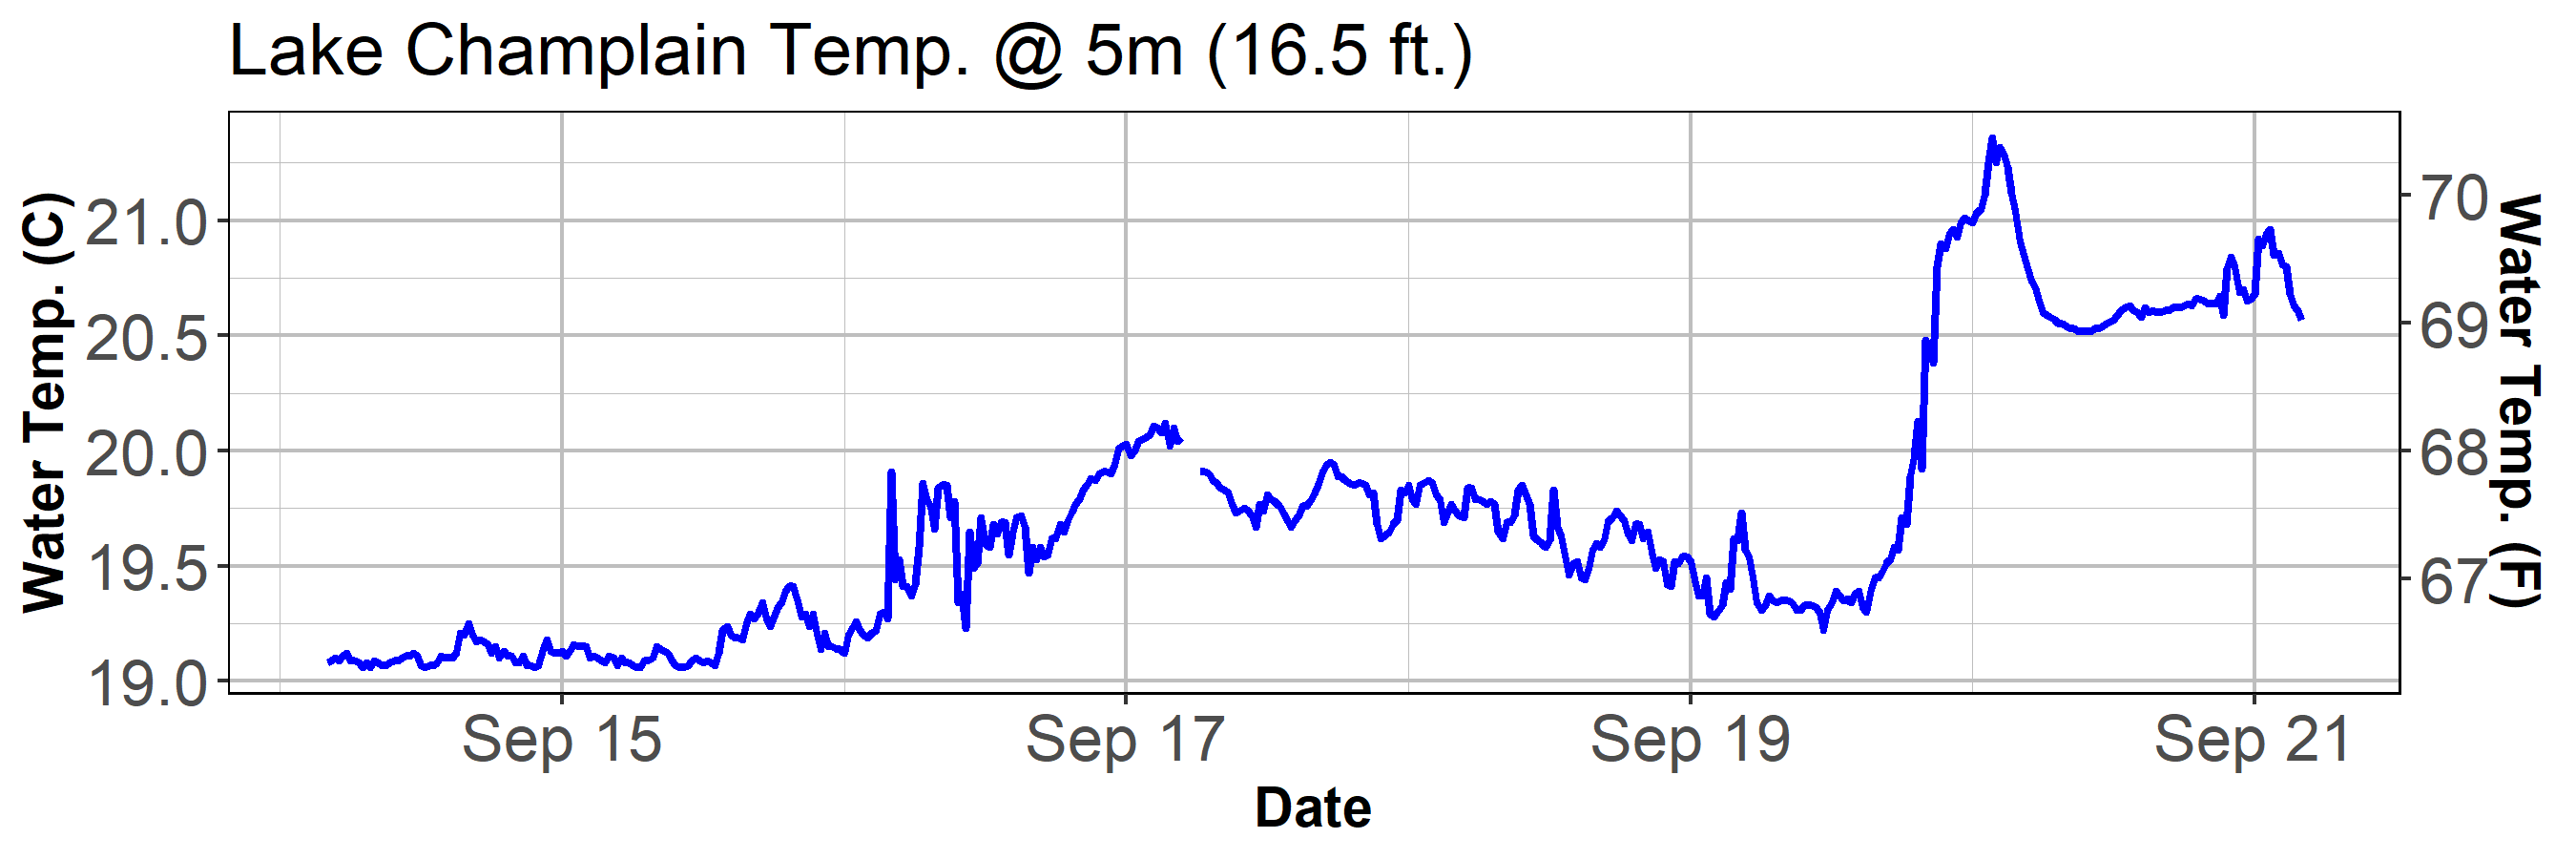 Lake Champlain Temp. @ 5m (16.5 ft.)
Water Temp. (C)
21.0
20.5
20.0
19.5
19.0
70
69
68
67
Water Temp. (F)
Sep 15
Sep 17
Sep 19
Sep 21
Date